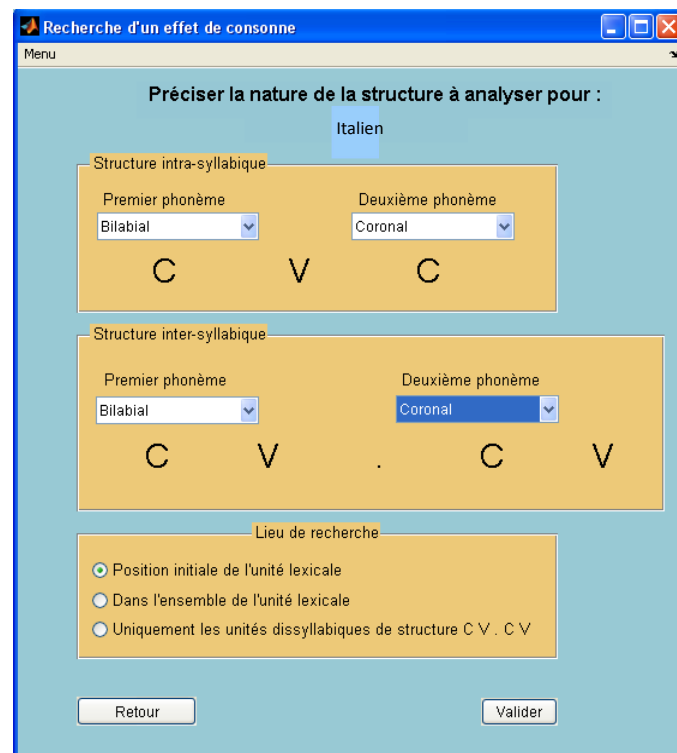 Recherche d'un effet de consonne
Menu
Préciser la nature de la structure à analyser pour :
Italien
Structure intra-syllabique
Premier phonème Deuxième phonème
Bilabial Coronal
C V C
Structure inter-syllabique
Premier phonème Deuxième phonème
Bilabial Coronal
C V . C V
Lieu de recherche
Position initiale de l'unité lexicale
Dans l'ensemble de l'unité lexicale
Uniquement les unités dissyllabiques de structure C V . C V
Retour Valider